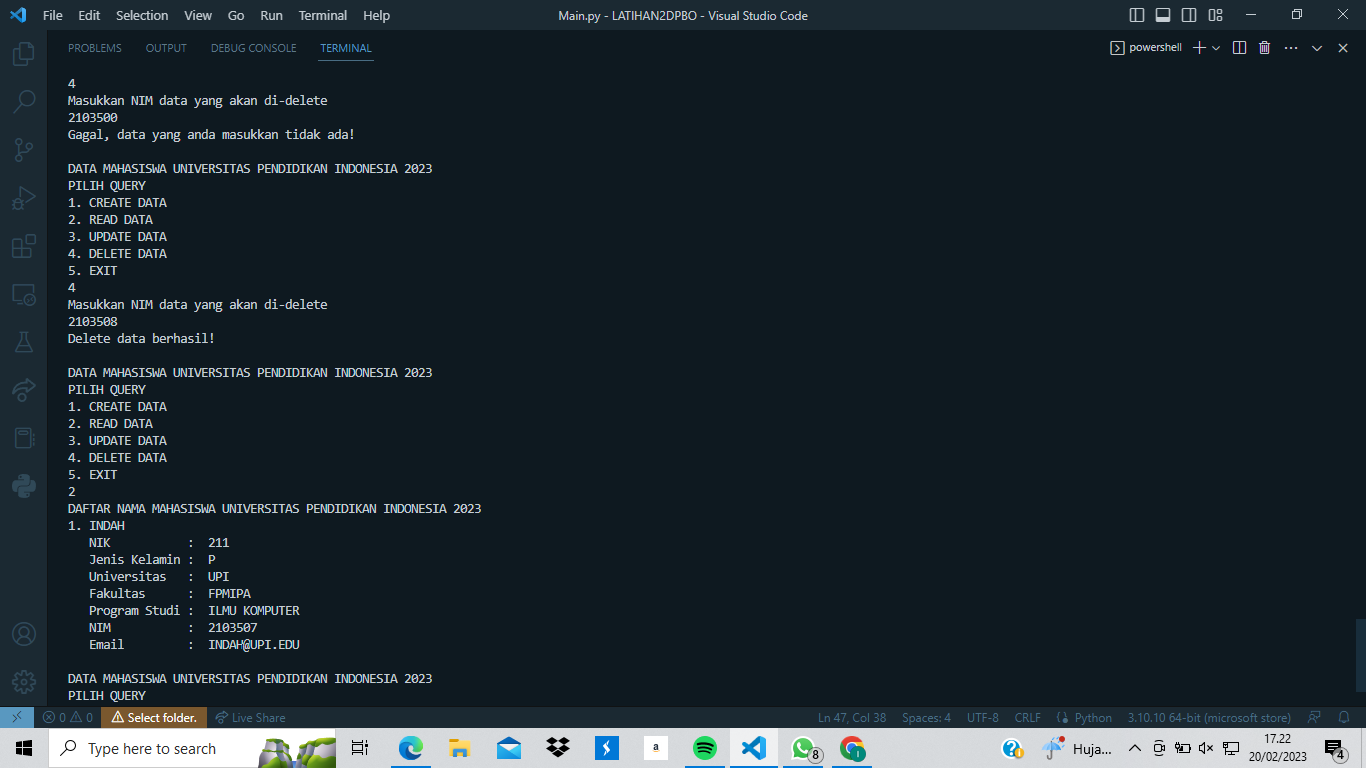 File Edit Selection View Go Run Terminal Help Main.py - LATIHAN2DPBO - Visual Studio Code
PROBLEMS OUTPUT DEBUG CONSOLE TERMINAL powershell
4
Masukkan NIM data yang akan di-delete
2103500
Gagal, data yang anda masukkan tidak ada!
DATA MAHASISWA UNIVERSITAS PENDIDIKAN INDONESIA 2023
PILIH QUERY
1. CREATE DATA
2. READ DATA
3. UPDATE DATA
4. DELETE DATA
5. EXIT
4
Masukkan NIM data yang akan di-delete
2103508
Delete data berhasil!
DATA MAHASISWA UNIVERSITAS PENDIDIKAN INDONESIA 2023
PILIH QUERY
1. CREATE DATA
2. READ DATA
3. UPDATE DATA
4. DELETE DATA
5. EXIT
2
DAFTAR NAMA MAHASISWA UNIVERSITAS PENDIDIKAN INDONESIA 2023
1. INDAH
NIK : 211
Jenis Kelamin : P
Universitas : UPI
Fakultas : FPMIPA
Program Studi : ILMU KOMPUTER
NIM : 2103507
Email : INDAH@UPI.EDU
DATA MAHASISWA UNIVERSITAS PENDIDIKAN INDONESIA 2023
PILIH QUERY
0 0 Select folder. Live Share Ln 47, Col 38 Spaces: 4 UTF-8 CRLF Python 3.10.10 64-bit (microsoft store)
Type here to search a 8 Huja... 17.22
20/02/2023 4